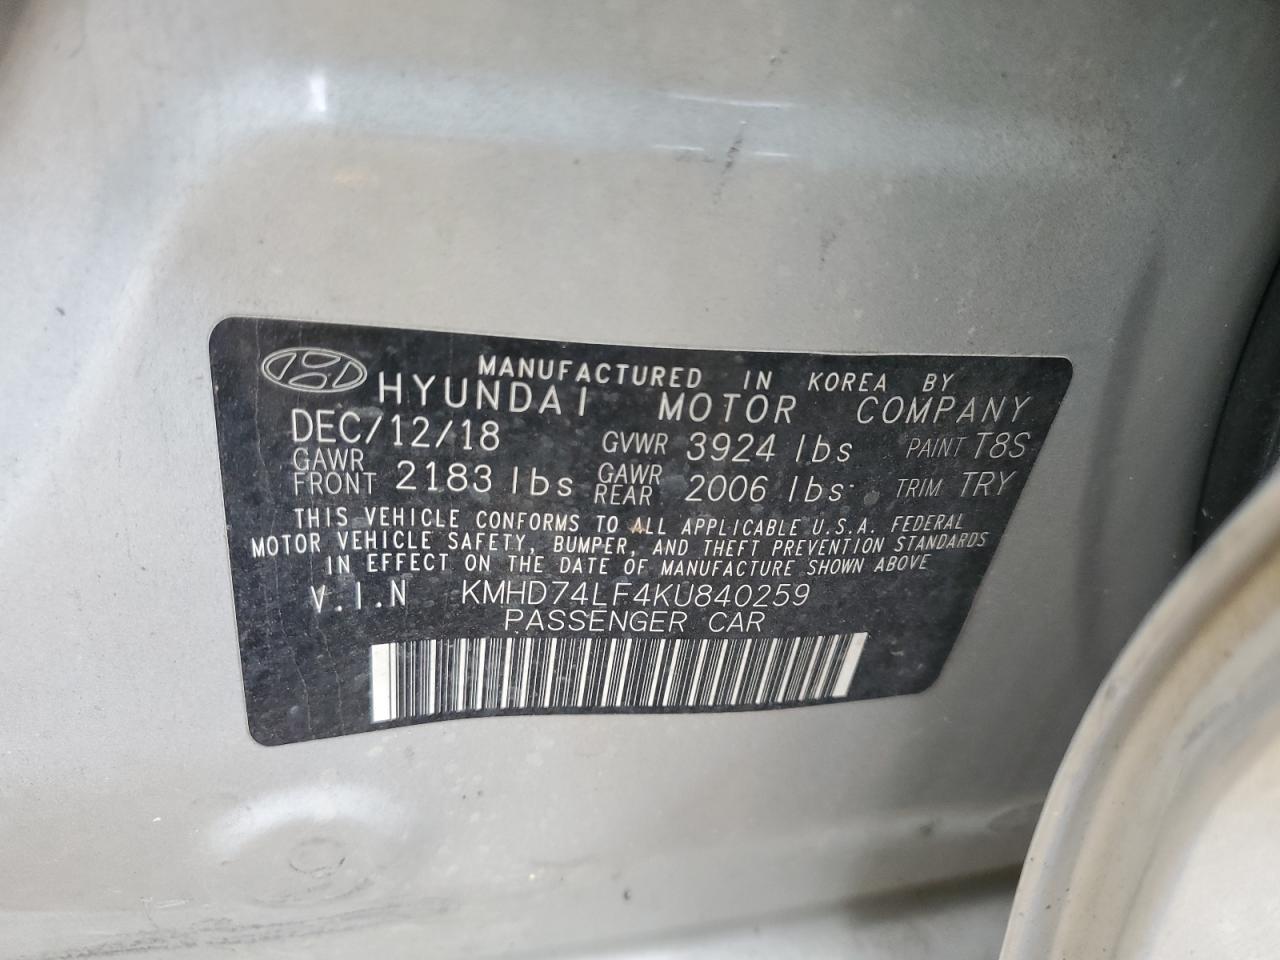 MANUFACTURED IN KOREA BY
HYUNDAI MOTOR COMPANY
DEC/12/18 GVWR 3924 lbs PAINT T8S
GAWR FRONT 2183 lbs GAWR REAR 2006 lbs TRIM TRY
THIS VEHICLE CONFORMS TO ALL APPLICABLE U.S.A. FEDERAL
MOTOR VEHICLE SAFETY, BUMPER, AND THEFT PREVENTION STANDARDS
IN EFFECT ON THE DATE OF MANUFACTURE SHOWN ABOVE
V.I.N KMHD74LF4KU840259
PASSENGER CAR